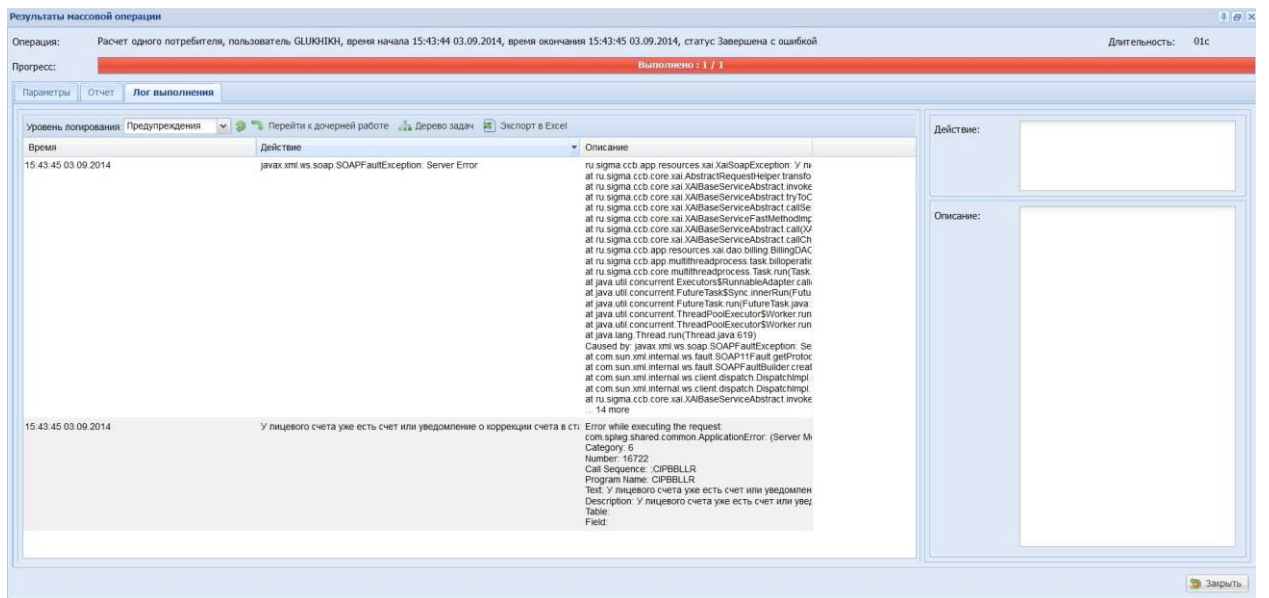 Результаты массовой операции
Операция: Расчет одного потребителя, пользователь GLUKHIKH, время начала 15:43:44 03.09.2014, время окончания 15:43:45 03.09.2014, статус Завершена с ошибкой Длительность: 01с
Прогресс: Выполнено : 1 / 1
Параметры Отчет Лог выполнения
Уровень логирования: Предупреждения Перейти к дочерней работе Дерево задач Экспорт в Excel
Время Действие Описание
15:43:45 03.09.2014 javax.xml.ws.soap.SOAPFaultException: Server Error
ru.sigma.ccb.app.resources.xai.XaiSoapException: У ли
at ru.sigma.ccb.core.xai.AbstractRequestHelper.transfo
at ru.sigma.ccb.core.xai.XAIBaseServiceAbstract.invoke
at ru.sigma.ccb.core.xai.XAIBaseServiceAbstract.tryToC
at ru.sigma.ccb.core.xai.XAIBaseServiceAbstract.callSe
at ru.sigma.ccb.core.xai.XAIBaseServiceFastMethodImp
at ru.sigma.ccb.core.xai.XAIBaseServiceAbstract.call(XA
at ru.sigma.ccb.core.xai.XAIBaseServiceAbstract.callCh
at ru.sigma.ccb.app.resources.xai.dao.billing.BillingDAC
at ru.sigma.ccb.app.multithreadprocess.task.billoperatic
at ru.sigma.ccb.core.multithreadprocess.Task.run(Task.
at java.util.concurrent.Executors$RunnableAdapter.call(
at java.util.concurrent.FutureTask$Sync.innerRun(Futu
at java.util.concurrent.FutureTask.run(FutureTask.java:
at java.util.concurrent.ThreadPoolExecutor$Worker.run
at java.util.concurrent.ThreadPoolExecutor$Worker.run
at java.lang.Thread.run(Thread.java:619)
Caused by: javax.xml.ws.soap.SOAPFaultException: Se
at com.sun.xml.internal.ws.fault.SOAP11Fault.getProtoc
at com.sun.xml.internal.ws.fault.SOAPFaultBuilder.creat
at com.sun.xml.internal.ws.client.dispatch.DispatchImpl.
at com.sun.xml.internal.ws.client.dispatch.DispatchImpl.
at ru.sigma.ccb.core.xai.XAIBaseServiceAbstract.invoke
... 14 more
15:43:45 03.09.2014 У лицевого счета уже есть счет или уведомление о коррекции счета в ста
Error while executing the request:
com.splwg.shared.common.ApplicationError: (Server Me
Category: 6
Number: 16722
Call Sequence: ;CIPBBLLR
Program Name: CIPBBLLR
Text: У лицевого счета уже есть счет или уведомлен
Description: У лицевого счета уже есть счет или увед
Table:
Field:
Действие:
Описание:
Закрыть